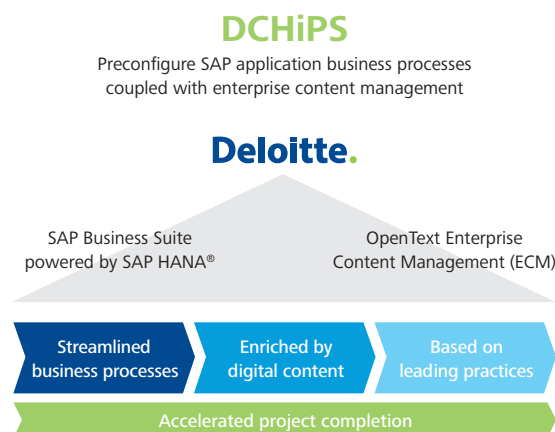 DCHiPS
Preconfigure SAP application business processes
coupled with enterprise content management
Deloitte.
SAP Business Suite
powered by SAP HANA®
OpenText Enterprise
Content Management (ECM)
Streamlined
business processes
Enriched by
digital content
Based on
leading practices
Accelerated project completion